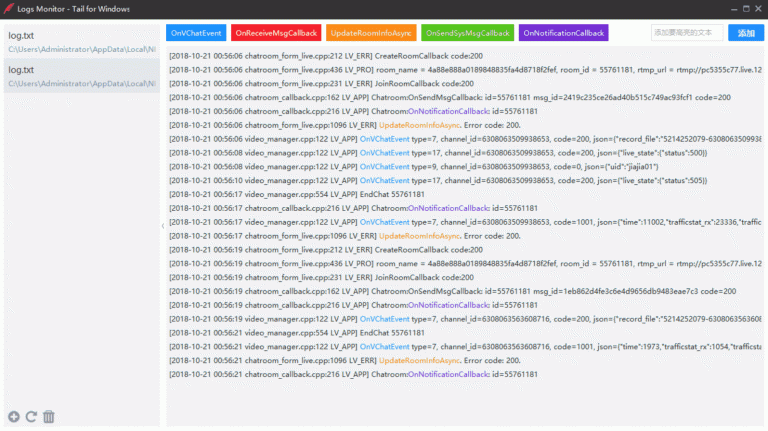 Logs Monitor - Tail for Windows
log.txt
C:\Users\Administrator\AppData\Local\NI
log.txt
C:\Users\Administrator\AppData\Local\NI
OnVChatEvent OnReceiveMsgCallback UpdateRoomInfoAsync OnSendSysMsgCallback OnNotificationCallback 添加要高亮的文本 添加
[2018-10-21 00:56:06 chatroom_form_live.cpp:212 LV_ERR] CreateRoomCallback code:200
[2018-10-21 00:56:06 chatroom_form_live.cpp:436 LV_PRO] room_name = 4a88e888a0189848835fa4d8718f2fef, room_id = 55761181, rtmp_url = rtmp://pc5355c77.live.12
[2018-10-21 00:56:06 chatroom_form_live.cpp:231 LV_ERR] JoinRoomCallback code:200
[2018-10-21 00:56:06 chatroom_callback.cpp:162 LV_APP] Chatroom:OnSendMsgCallback: id=55761181 msg_id=2419c235ce26ad40b515c749ac93fcf1 code=200
[2018-10-21 00:56:06 chatroom_callback.cpp:216 LV_APP] Chatroom:OnNotificationCallback: id=55761181
[2018-10-21 00:56:06 chatroom_form_live.cpp:1096 LV_ERR] UpdateRoomInfoAsync. Error code: 200.
[2018-10-21 00:56:06 video_manager.cpp:122 LV_APP] OnVChatEvent type=7, channel_id=6308063509938653, code=200, json={"record_file":"5214252079-6308063509938
[2018-10-21 00:56:08 video_manager.cpp:122 LV_APP] OnVChatEvent type=17, channel_id=6308063509938653, code=200, json={"live_state":{"status":500}}
[2018-10-21 00:56:10 video_manager.cpp:122 LV_APP] OnVChatEvent type=9, channel_id=6308063509938653, code=0, json={"uid":"jiajia01"}
[2018-10-21 00:56:10 video_manager.cpp:122 LV_APP] OnVChatEvent type=17, channel_id=6308063509938653, code=200, json={"live_state":{"status":505}}
[2018-10-21 00:56:17 video_manager.cpp:554 LV_APP] EndChat 55761181
[2018-10-21 00:56:17 chatroom_callback.cpp:216 LV_APP] Chatroom:OnNotificationCallback: id=55761181
[2018-10-21 00:56:17 video_manager.cpp:122 LV_APP] OnVChatEvent type=7, channel_id=6308063509938653, code=1001, json={"time":11002,"trafficstat_rx":23336,"traffic
[2018-10-21 00:56:17 chatroom_form_live.cpp:1096 LV_ERR] UpdateRoomInfoAsync. Error code: 200.
[2018-10-21 00:56:19 chatroom_form_live.cpp:212 LV_ERR] CreateRoomCallback code:200
[2018-10-21 00:56:19 chatroom_form_live.cpp:436 LV_PRO] room_name = 4a88e888a0189848835fa4d8718f2fef, room_id = 55761181, rtmp_url = rtmp://pc5355c77.live.12
[2018-10-21 00:56:19 chatroom_form_live.cpp:231 LV_ERR] JoinRoomCallback code:200
[2018-10-21 00:56:19 chatroom_callback.cpp:162 LV_APP] Chatroom:OnSendMsgCallback: id=55761181 msg_id=1eb862d4fe3c6e4d9656db9483eae7c3 code=200
[2018-10-21 00:56:19 chatroom_callback.cpp:216 LV_APP] Chatroom:OnNotificationCallback: id=55761181
[2018-10-21 00:56:19 video_manager.cpp:122 LV_APP] OnVChatEvent type=7, channel_id=6308063563608716, code=200, json={"record_file":"5214252079-6308063563608
[2018-10-21 00:56:21 video_manager.cpp:554 LV_APP] EndChat 55761181
[2018-10-21 00:56:21 video_manager.cpp:122 LV_APP] OnVChatEvent type=7, channel_id=6308063563608716, code=1001, json={"time":1973,"trafficstat_rx":1054,"trafficsta
[2018-10-21 00:56:21 chatroom_form_live.cpp:1096 LV_ERR] UpdateRoomInfoAsync. Error code: 200.
[2018-10-21 00:56:21 chatroom_callback.cpp:216 LV_APP] Chatroom:OnNotificationCallback: id=55761181